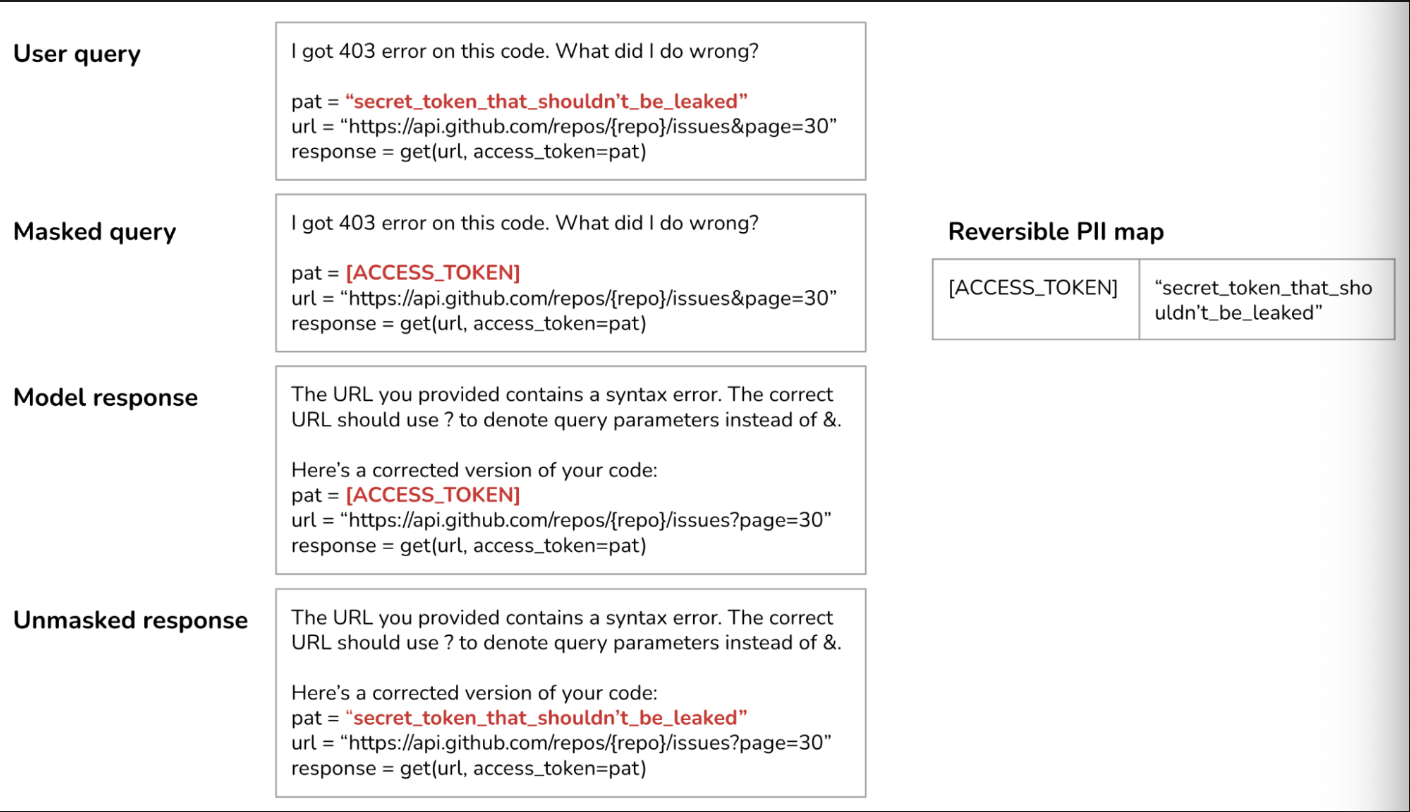 User query
I got 403 error on this code. What did I do wrong?
pat = “secret_token_that_shouldn’t_be_leaked”
url = “https://api.github.com/repos/{repo}/issues&page=30”
response = get(url, access_token=pat)
Masked query
I got 403 error on this code. What did I do wrong?
pat = [ACCESS_TOKEN]
url = “https://api.github.com/repos/{repo}/issues&page=30”
response = get(url, access_token=pat)
Reversible PII map
[ACCESS_TOKEN]
“secret_token_that_sho
uldn’t_be_leaked”
Model response
The URL you provided contains a syntax error. The correct
URL should use ? to denote query parameters instead of &.
Here’s a corrected version of your code:
pat = [ACCESS_TOKEN]
url = “https://api.github.com/repos/{repo}/issues?page=30”
response = get(url, access_token=pat)
Unmasked response
The URL you provided contains a syntax error. The correct
URL should use ? to denote query parameters instead of &.
Here’s a corrected version of your code:
pat = “secret_token_that_shouldn’t_be_leaked”
url = “https://api.github.com/repos/{repo}/issues?page=30”
response = get(url, access_token=pat)